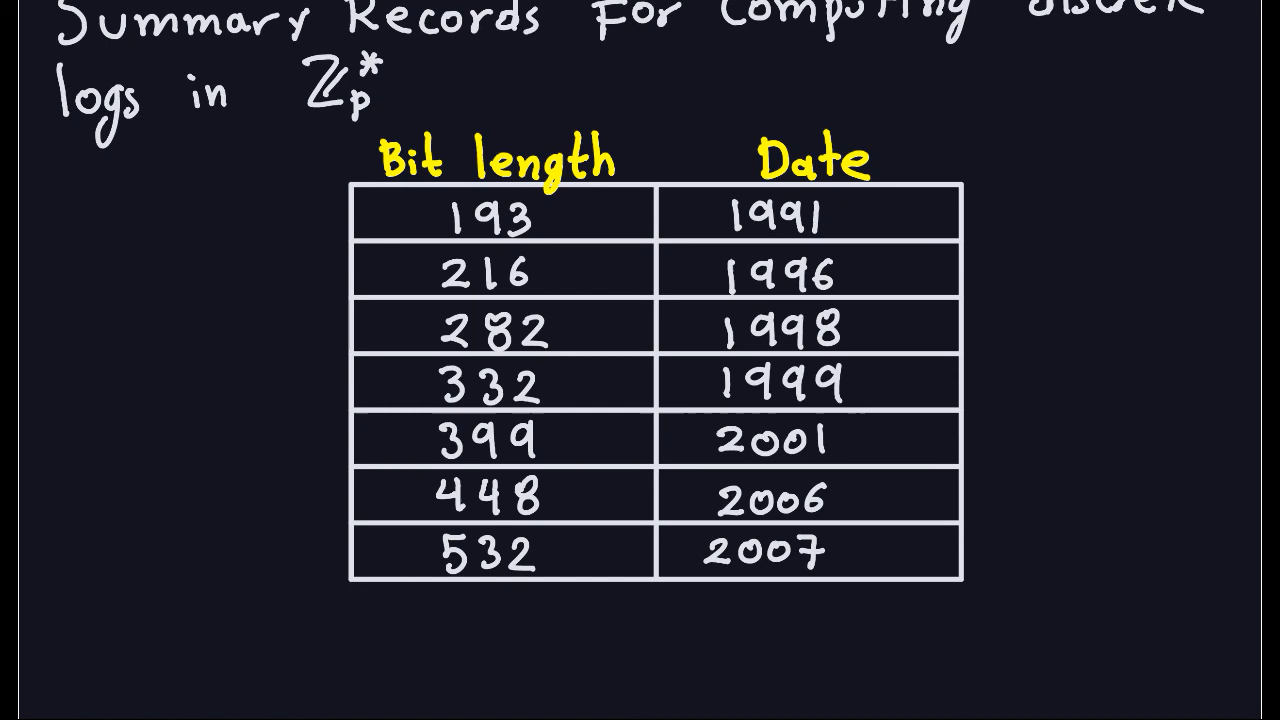 Summary Records For Computing
logs in ℤₚ*
Bit length Date
193 1991
216 1996
282 1998
332 1999
399 2001
448 2006
532 2007